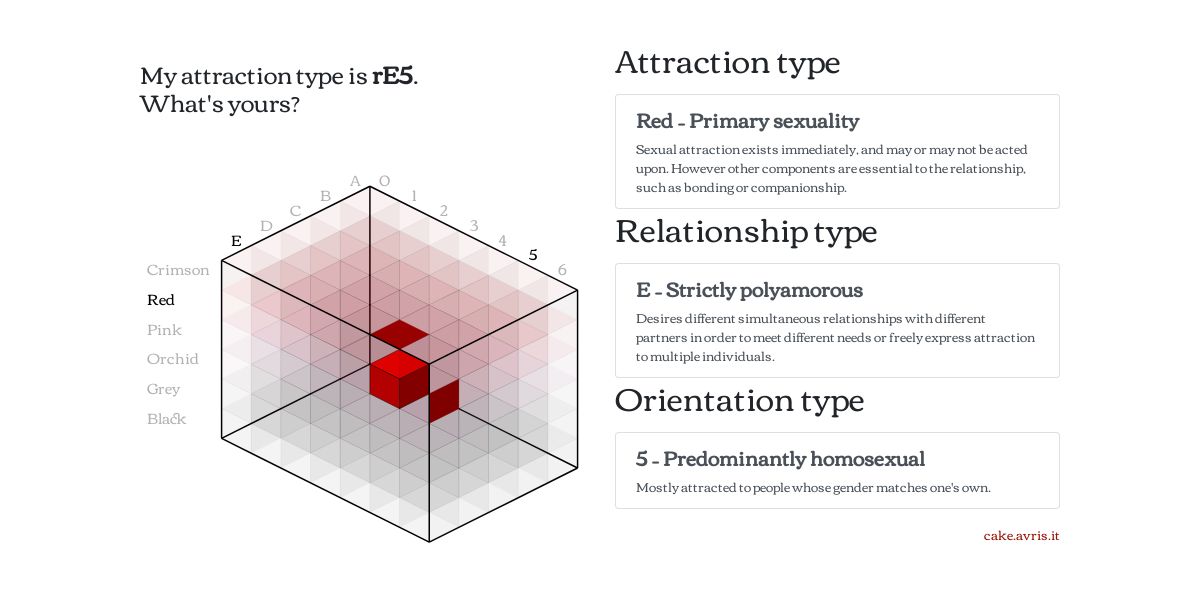 My attraction type is rE5.
What's yours?
A O
B 1
C 2
D 3
E 4
5
6
Crimson
Red
Pink
Orchid
Grey
Black
Attraction type
Red - Primary sexuality
Sexual attraction exists immediately, and may or may not be acted
upon. However other components are essential to the relationship,
such as bonding or companionship.
Relationship type
E - Strictly polyamorous
Desires different simultaneous relationships with different
partners in order to meet different needs or freely express attraction
to multiple individuals.
Orientation type
5 - Predominantly homosexual
Mostly attracted to people whose gender matches one's own.
cake.avris.it